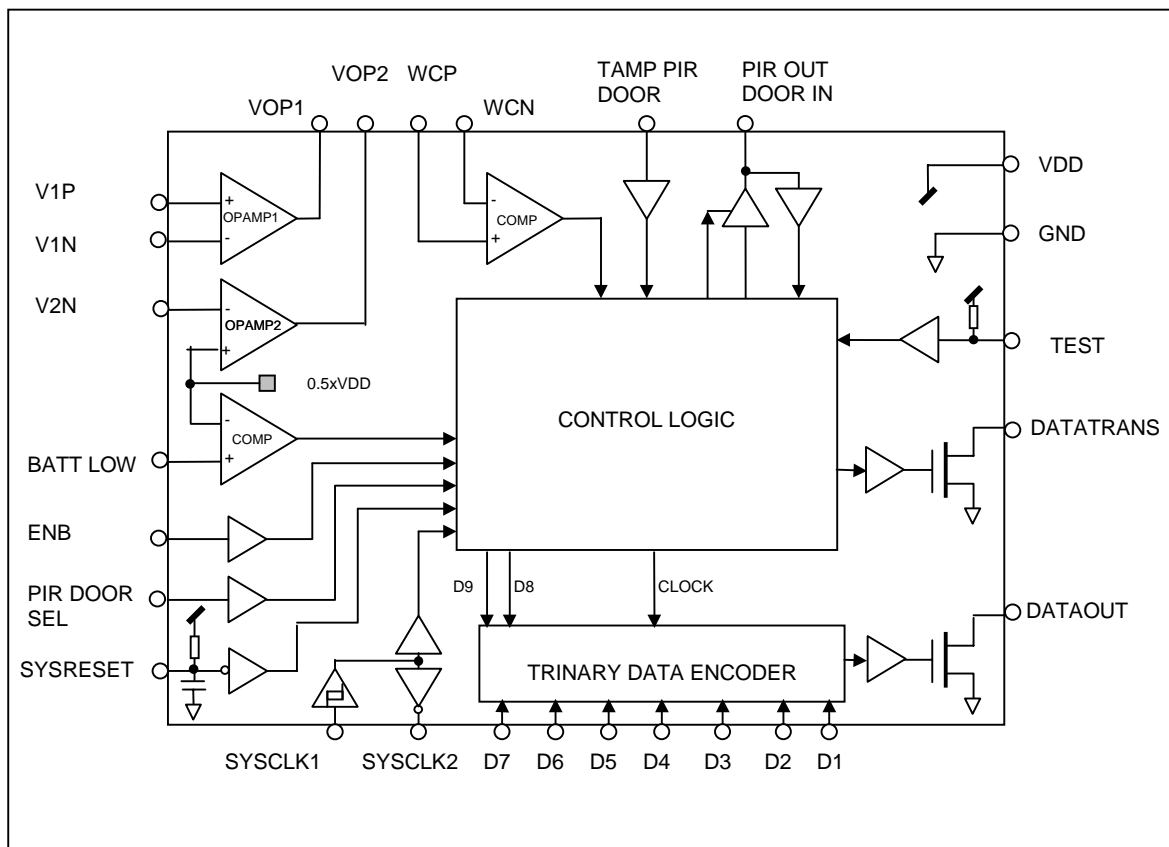 VOP2
WCP
TAMP PIR
DOOR
PIR OUT
DOOR IN
VOP1
WCN
VDD
V1P
+
OPAMP1
-
-
COMP
+
V1N
GND
V2N
-
OPAMP2
+
TEST
0.5xVDD
CONTROL LOGIC
-
COMP
+
DATATRANS
BATT LOW
ENB
D9
D8
CLOCK
PIR DOOR
SEL
DATAOUT
SYSRESET
TRINARY DATA ENCODER
SYSCLK1
SYSCLK2
D7
D6
D5
D4
D3
D2
D1